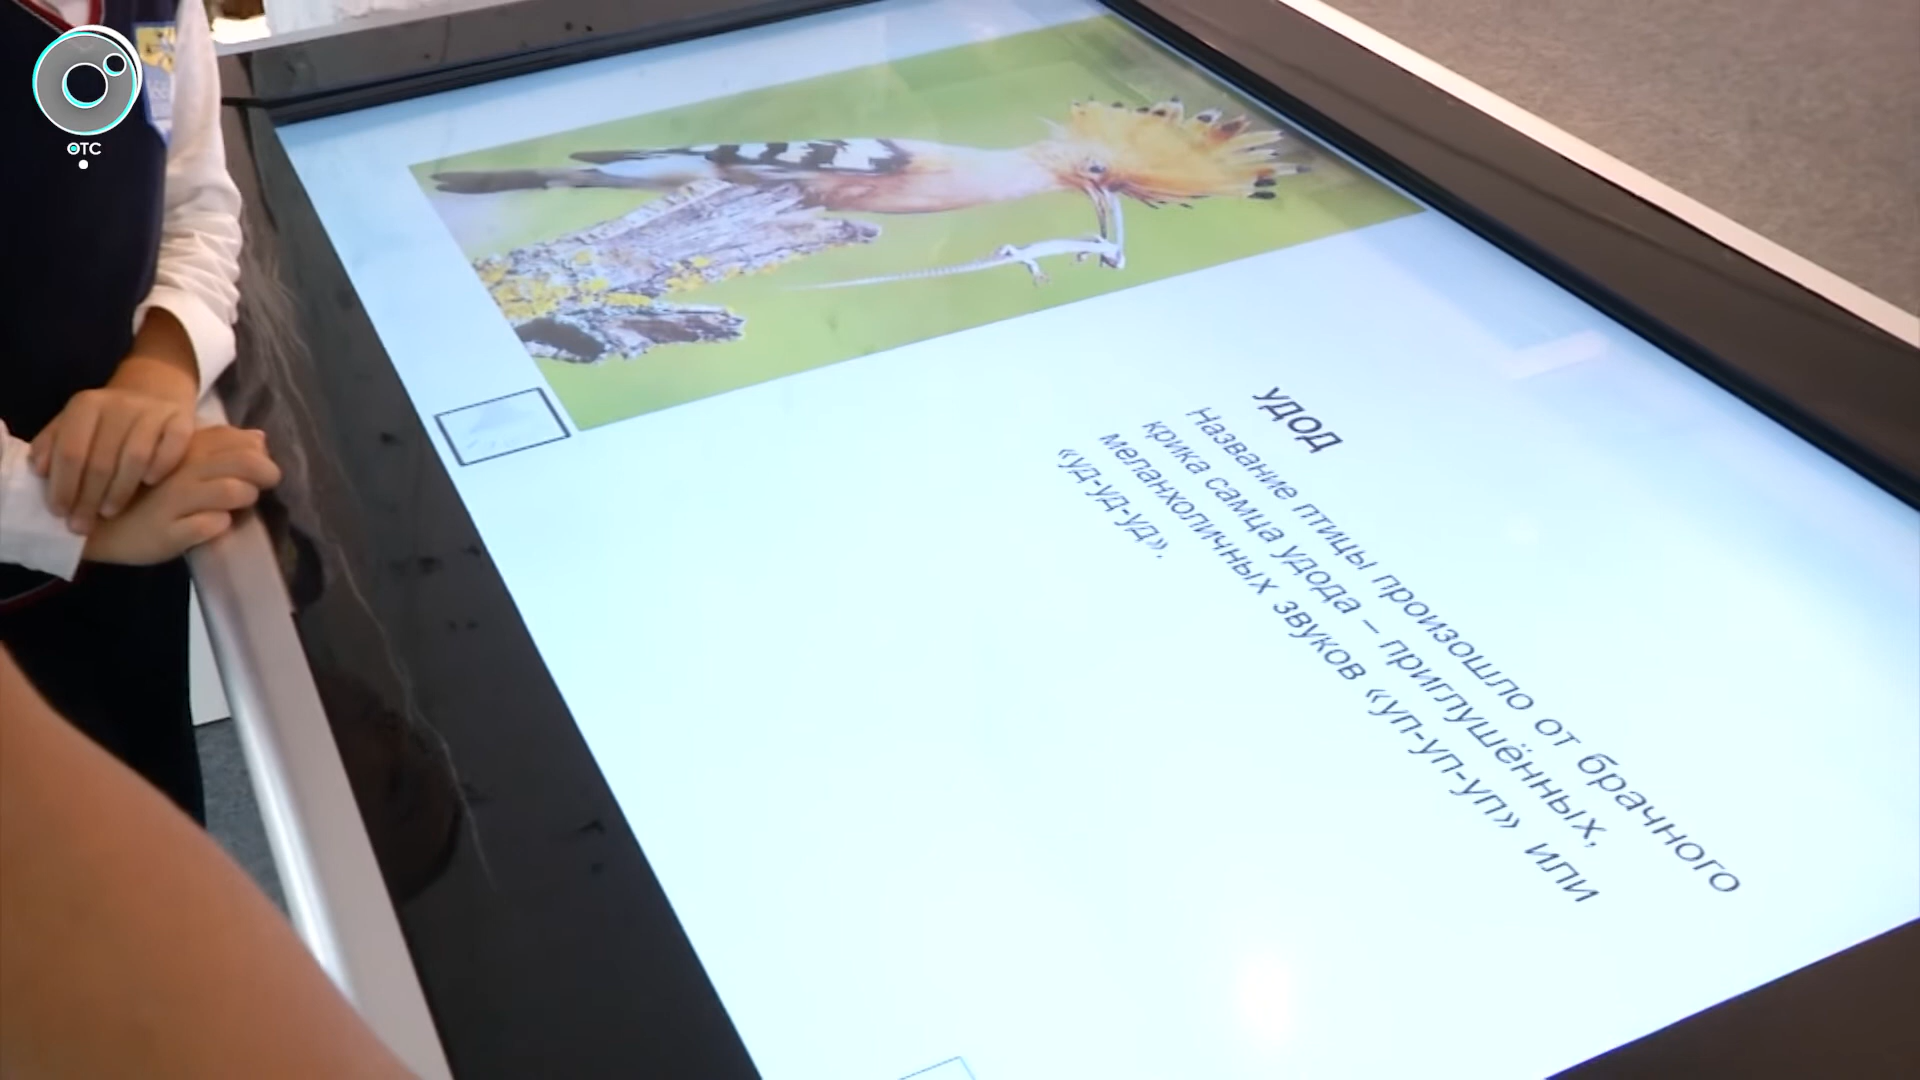 ОТС
УДОД
Название птицы произошло от брачного
крика самца удода – приглушённых,
меланхоличных звуков «уп-уп-уп» или
«уд-уд-уд».